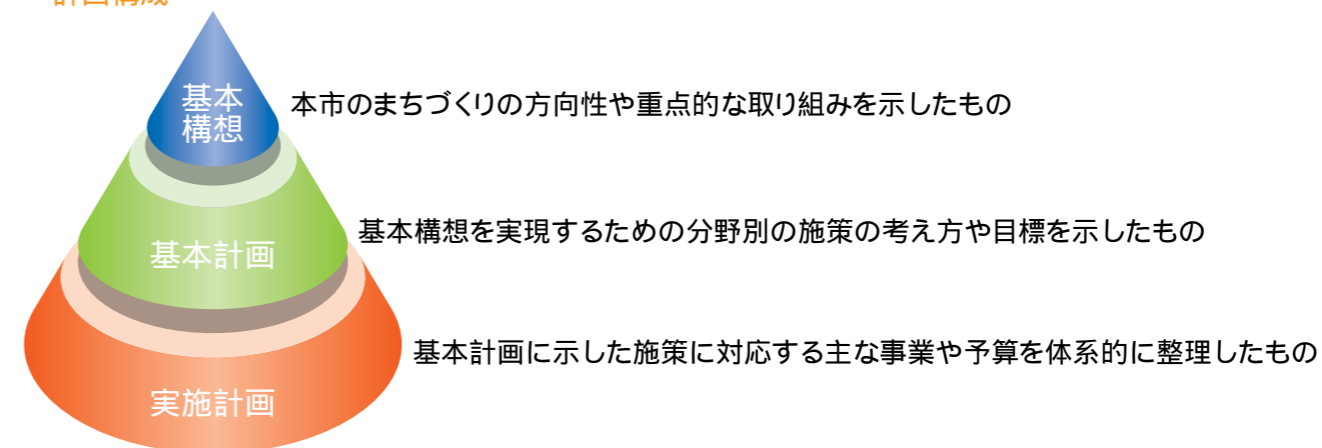 計画構成
基本
構想
本市のまちづくりの方向性や重点的な取り組みを示したもの
基本計画
基本構想を実現するための分野別の施策の考え方や目標を示したもの
実施計画
基本計画に示した施策に対応する主な事業や予算を体系的に整理したもの